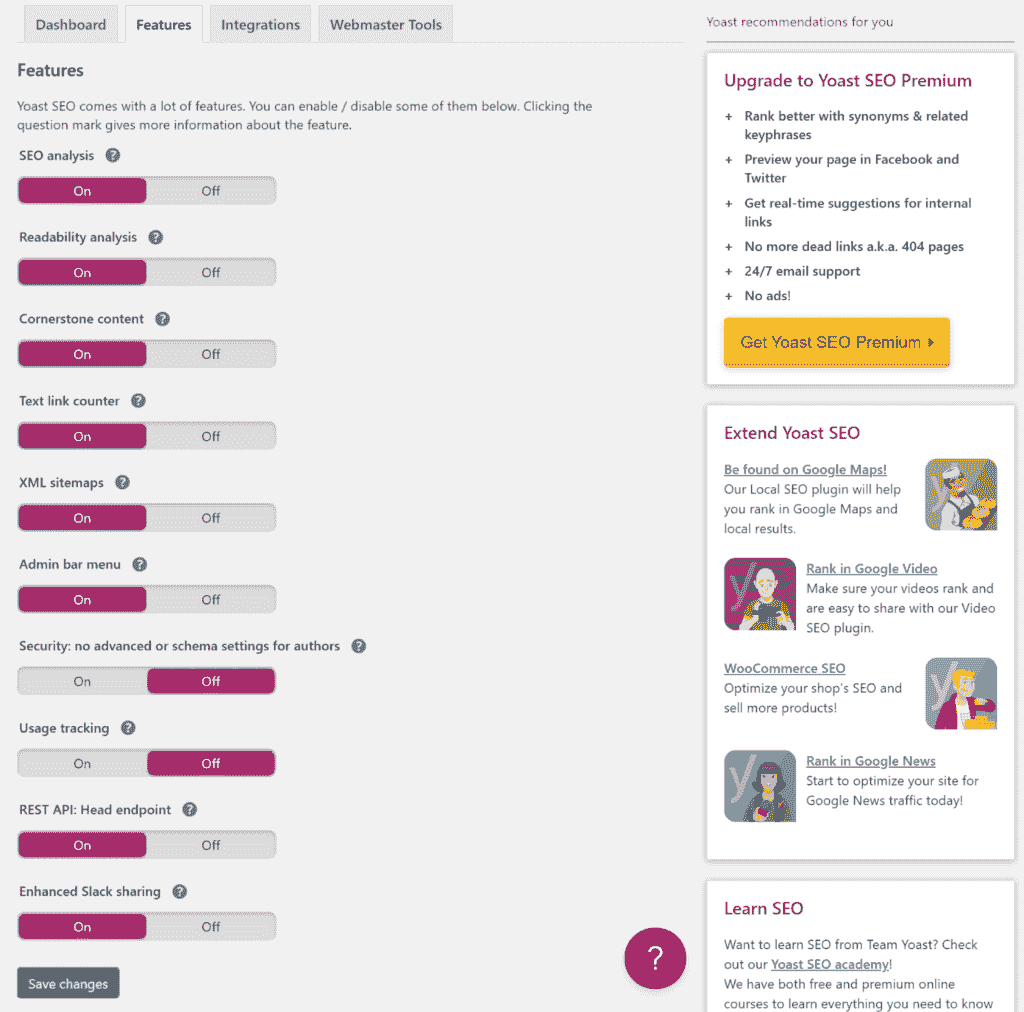 Dashboard
Features
Integrations
Webmaster Tools
Features
Yoast SEO comes with a lot of features. You can enable / disable some of them below. Clicking the
question mark gives more information about the feature.
SEO analysis ?
On Off
Readability analysis ?
On Off
Cornerstone content ?
On Off
Text link counter ?
On Off
XML sitemaps ?
On Off
Admin bar menu ?
On Off
Security: no advanced or schema settings for authors ?
On Off
Usage tracking ?
On Off
REST API: Head endpoint ?
On Off
Enhanced Slack sharing ?
On Off
Save changes
?
Yoast recommendations for you
Upgrade to Yoast SEO Premium
+ Rank better with synonyms & related
keyphrases
+ Preview your page in Facebook and
Twitter
+ Get real-time suggestions for internal
links
+ No more dead links a.k.a. 404 pages
+ 24/7 email support
+ No ads!
Get Yoast SEO Premium
Extend Yoast SEO
Be found on Google Maps!
Our Local SEO plugin will help
you rank in Google Maps and
local results.
Rank in Google Video
Make sure your videos rank and
are easy to share with our Video
SEO plugin.
WooCommerce SEO
Optimize your shop's SEO and
sell more products!
Rank in Google News
Start to optimize your site for
Google News traffic today!
Learn SEO
Want to learn SEO from Team Yoast? Check
out our Yoast SEO academy!
We have both free and premium online
courses to learn everything you need to know